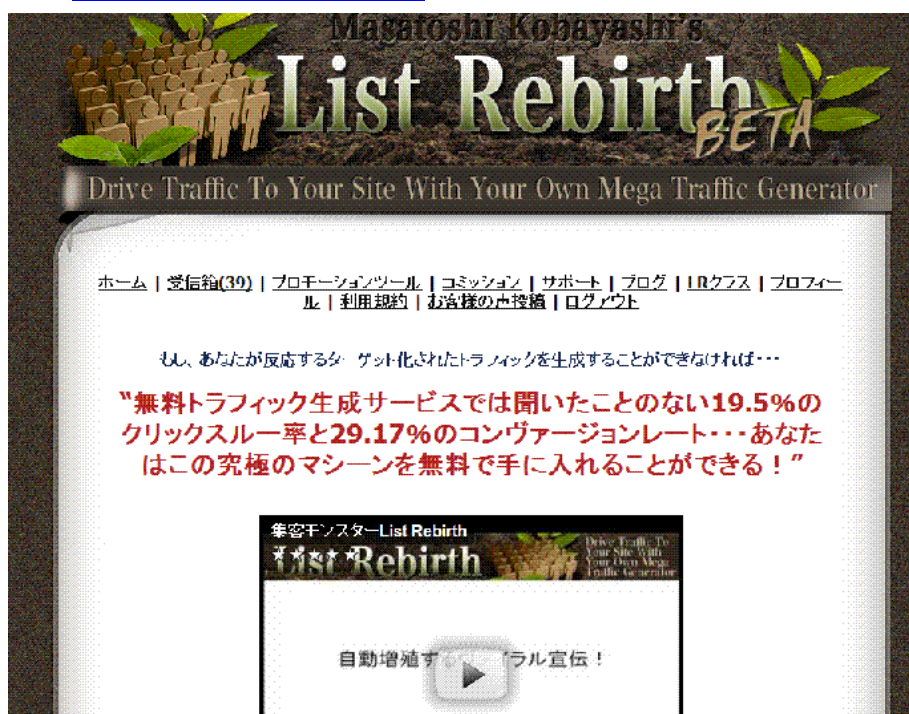 Masatoshi Kobayashi's
List Rebirth
BETA
Drive Traffic To Your Site With Your Own Mega Traffic Generator
ホーム | 受信箱(39) | プロモーションツール | コミッション | サポート | ブログ | LRクラス | プロフィー
ル | 利用規約 | お客様の声投稿 | ログアウト
もし、あなたが反応するターゲット化されたトラフィックを生成することができなければ・・・
“無料トラフィック生成サービスでは聞いたことのない19.5%の
クリックスルー率と29.17%のコンヴァージョンレート・・・あなた
はこの究極のマシーンを無料で手に入れることができる！”
集客モンスターList Rebirth
List Rebirth
Drive Traffic To
Your Site With
Your Own Mega
Traffic Generator
自動増殖す イラル宣伝！